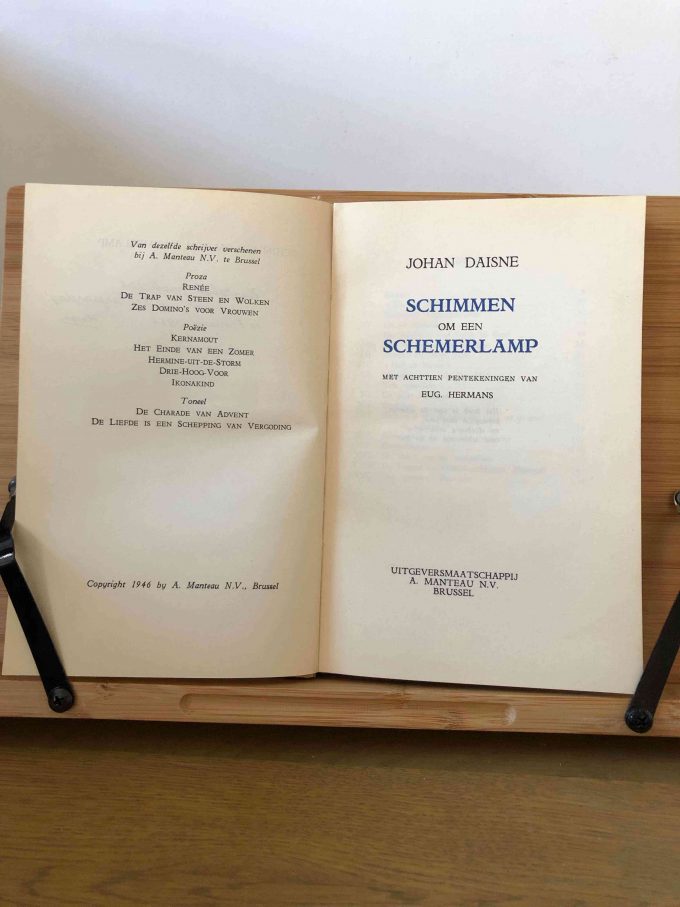 Van dezelfde schrijver verschenen
bij A. Manteau N.V. te Brussel
Proza
RENÉE
DE TRAP VAN STEEN EN WOLKEN
ZES DOMINO'S VOOR VROUWEN
Poëzie
KERNAMOUT
HET EINDE VAN EEN ZOMER
HERMINE-UIT-DE-STORM
DRIE-HOOG-VOOR
IKONAKIND
Toneel
DE CHARADE VAN ADVENT
DE LIEFDE IS EEN SCHEPPING VAN VERGODING
Copyright 1946 by A. Manteau N.V., Brussel
JOHAN DAISNE
SCHIMMEN
OM EEN
SCHEMERLAMP
MET ACHTTIEN PENTEKENINGEN VAN
EUG. HERMANS
UITGEVERSMAATSCHAPPIJ
A. MANTEAU N.V.
BRUSSEL